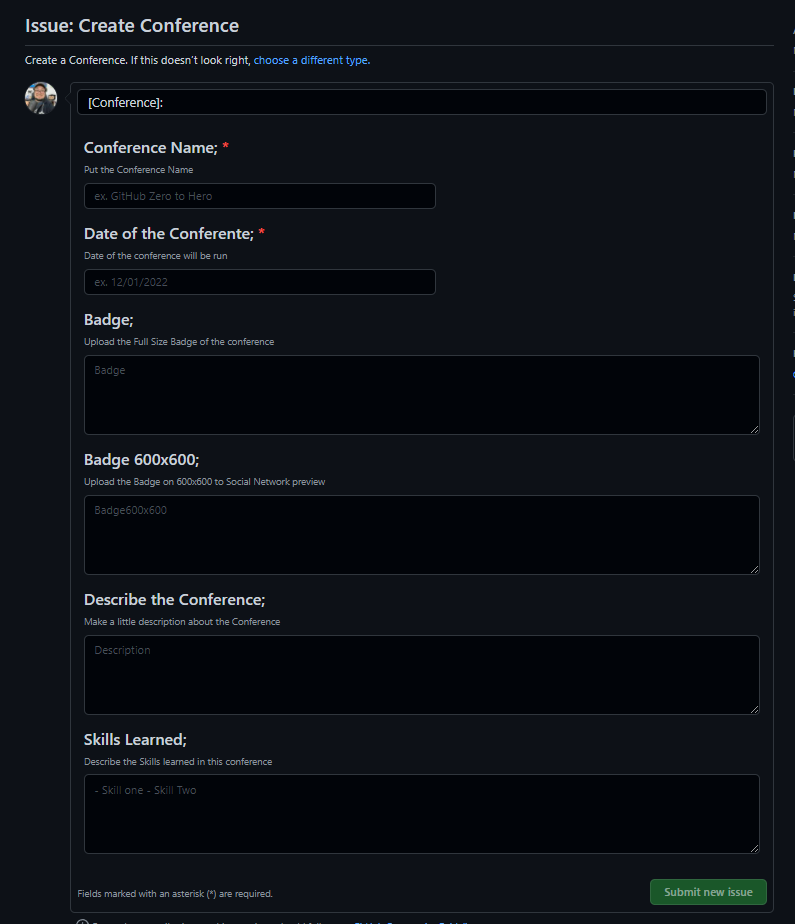 Issue: Create Conference
Create a Conference. If this doesn't look right, choose a different type.
[Conference]:
Conference Name; *
Put the Conference Name
ex. GitHub Zero to Hero
Date of the Conferente; *
Date of the conference will be run
ex. 12/01/2022
Badge;
Upload the Full Size Badge of the conference
Badge
Badge 600x600;
Upload the Badge on 600x600 to Social Network preview
Badge600x600
Describe the Conference;
Make a little description about the Conference
Description
Skills Learned;
Describe the Skills learned in this conference
- Skill one - Skill Two
Fields marked with an asterisk (*) are required.
Submit new issue